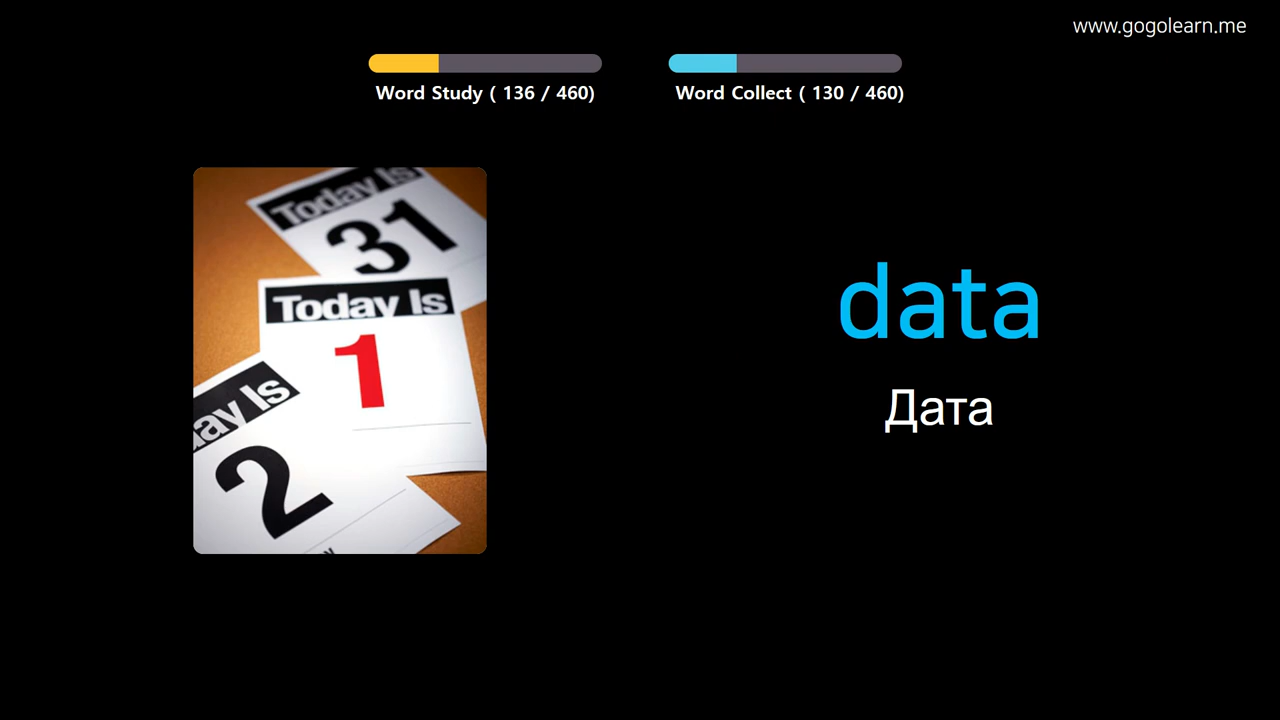 www.gogolearn.me
Word Study ( 136 / 460)
Word Collect ( 130 / 460)
Today Is
31
Today Is
1
ay Is
2
data
Дата